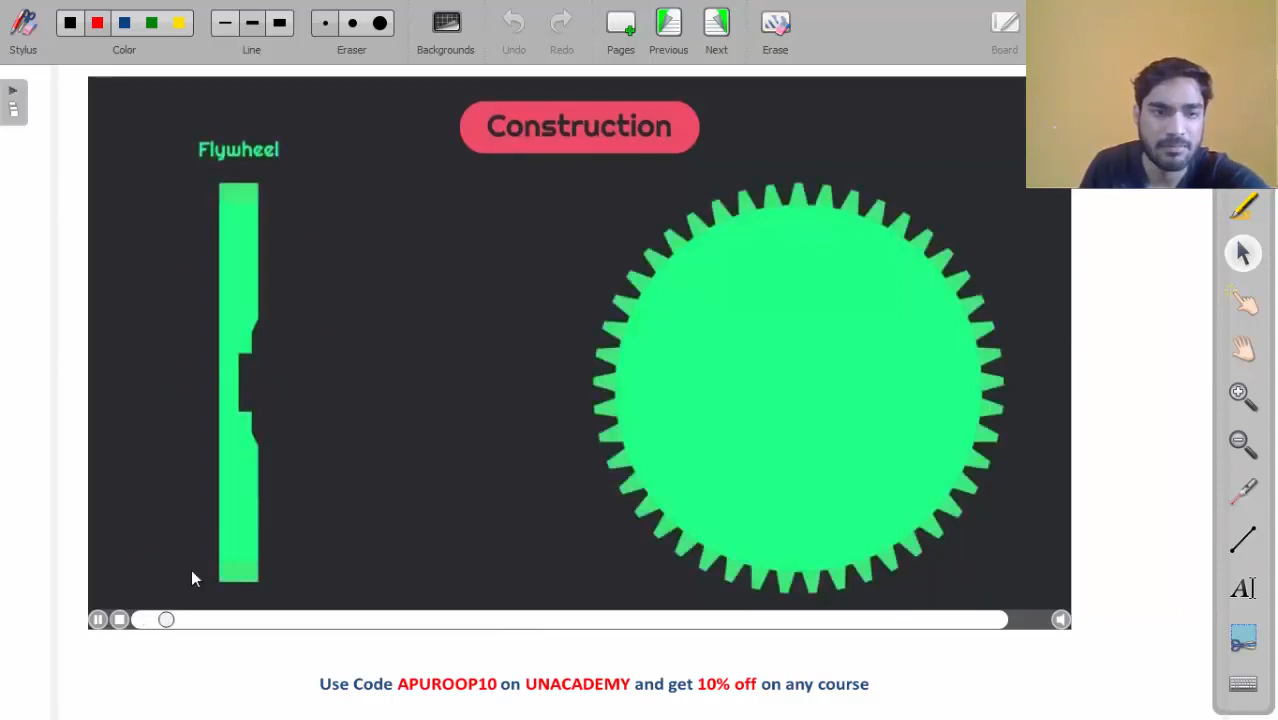 Stylus
Color
Line
Eraser
Backgrounds
Undo
Redo
Pages
Previous
Next
Erase
Board
Construction
Flywheel
A
Use Code APUROOP10 on UNACADEMY and get 10% off on any course